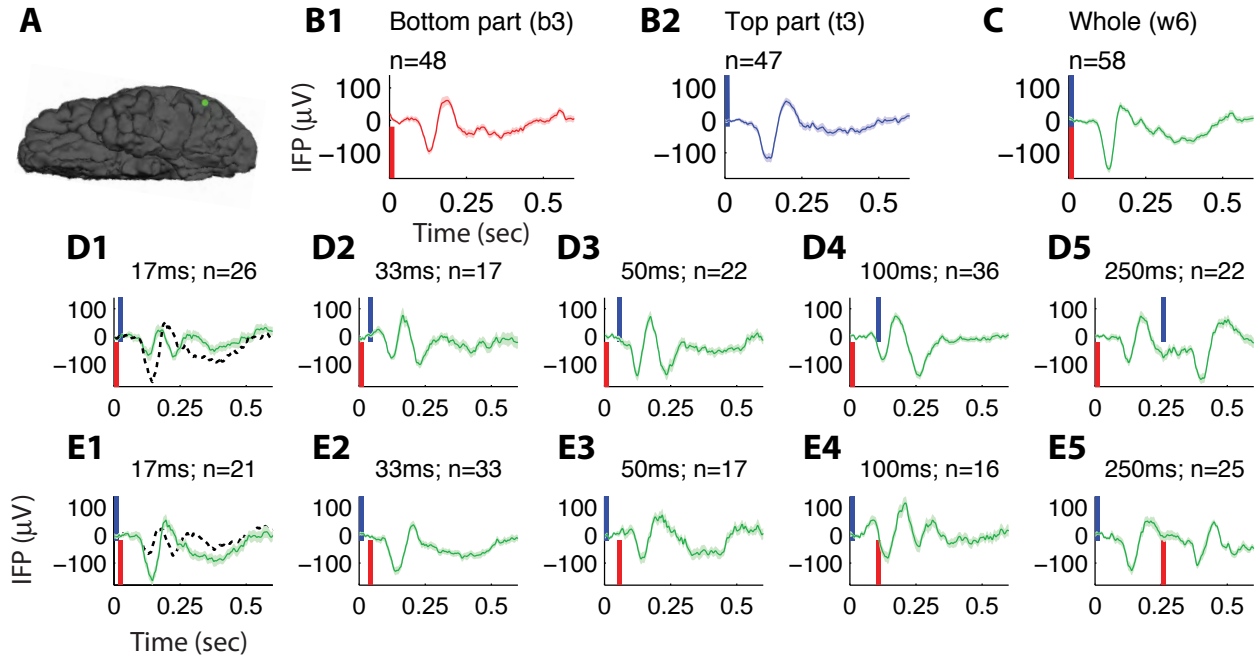 A
B1 Bottom part (b3)
B2 Top part (t3)
C Whole (w6)
n=48
n=47
n=58
IFP (μV)
100
0
−100
0 0.25 0.5
Time (sec)
100
0
−100
0 0.25 0.5
100
0
−100
0 0.25 0.5
D1 D2 D3 D4 D5
17ms; n=26
33ms; n=17
50ms; n=22
100ms; n=36
250ms; n=22
100
0
−100
0 0.25 0.5
100
0
−100
0 0.25 0.5
100
0
−100
0 0.25 0.5
100
0
−100
0 0.25 0.5
100
0
−100
0 0.25 0.5
E1 E2 E3 E4 E5
17ms; n=21
33ms; n=33
50ms; n=17
100ms; n=16
250ms; n=25
IFP (μV)
100
0
−100
0 0.25 0.5
Time (sec)
100
0
−100
0 0.25 0.5
100
0
−100
0 0.25 0.5
100
0
−100
0 0.25 0.5
100
0
−100
0 0.25 0.5